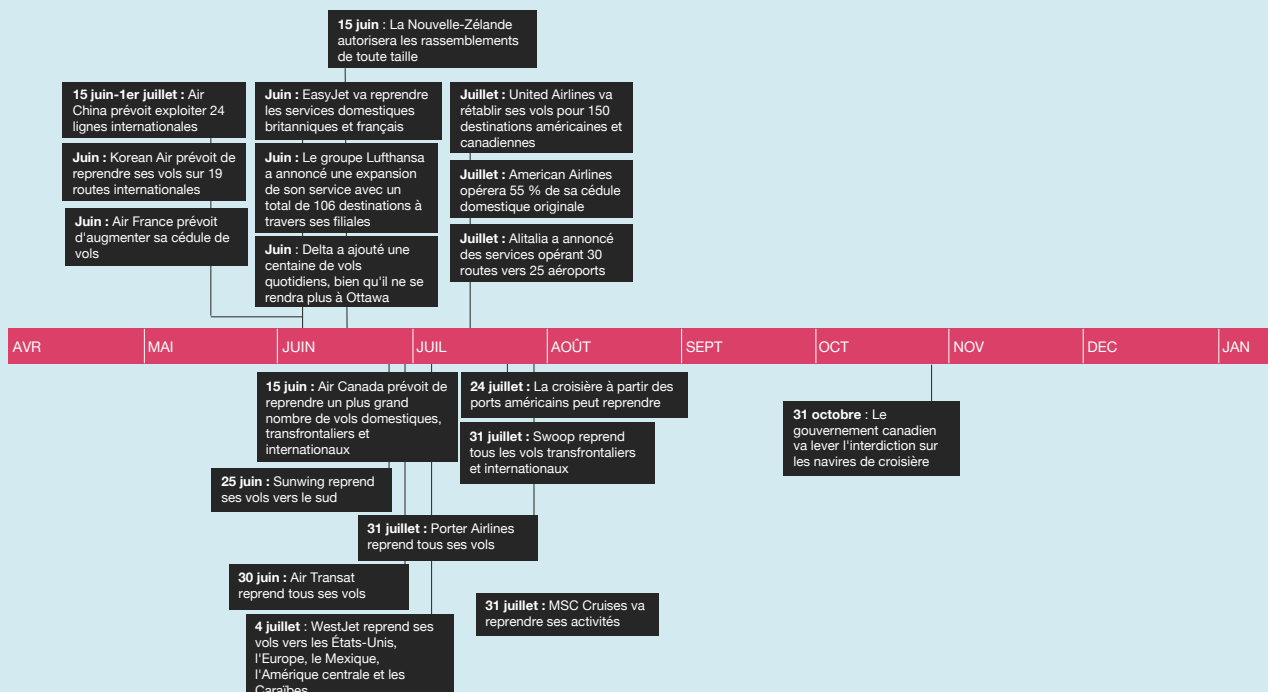 15 juin : La Nouvelle-Zélande
autorisera les rassemblements
de toute taille
15 juin-1er juillet : Air
China prévoit exploiter 24
lignes internationales
Juin : Korean Air prévoit de
reprendre ses vols sur 19
routes internationales
Juin : Air France prévoit
d'augmenter sa cédule de
vols
Juin : EasyJet va reprendre
les services domestiques
britanniques et français
Juin : Le groupe Lufthansa
a annoncé une expansion
de son service avec un
total de 106 destinations à
travers ses filiales
Juin : Delta a ajouté une
centaine de vols
quotidiens, bien qu'il ne se
rendra plus à Ottawa
Juillet : United Airlines va
rétablir ses vols pour 150
destinations américaines et
canadiennes
Juillet : American Airlines
opérera 55 % de sa cédule
domestique originale
Juillet : Alitalia a annoncé
des services opérant 30
routes vers 25 aéroports
AVR MAI JUIN JUIL AOÛT SEPT OCT NOV DEC JAN
15 juin : Air Canada prévoit de
reprendre un plus grand
nombre de vols domestiques,
transfrontaliers et
internationaux
25 juin : Sunwing reprend
ses vols vers le sud
31 juillet : Porter Airlines
reprend tous ses vols
30 juin : Air Transat
reprend tous ses vols
4 juillet : WestJet reprend ses
vols vers les États-Unis,
l'Europe, le Mexique,
l'Amérique centrale et les
Caraïbes
24 juillet : La croisière à partir des
ports américains peut reprendre
31 juillet : Swoop reprend
tous les vols transfrontaliers
et internationaux
31 juillet : MSC Cruises va
reprendre ses activités
31 octobre : Le
gouvernement canadien
va lever l'interdiction sur
les navires de croisière